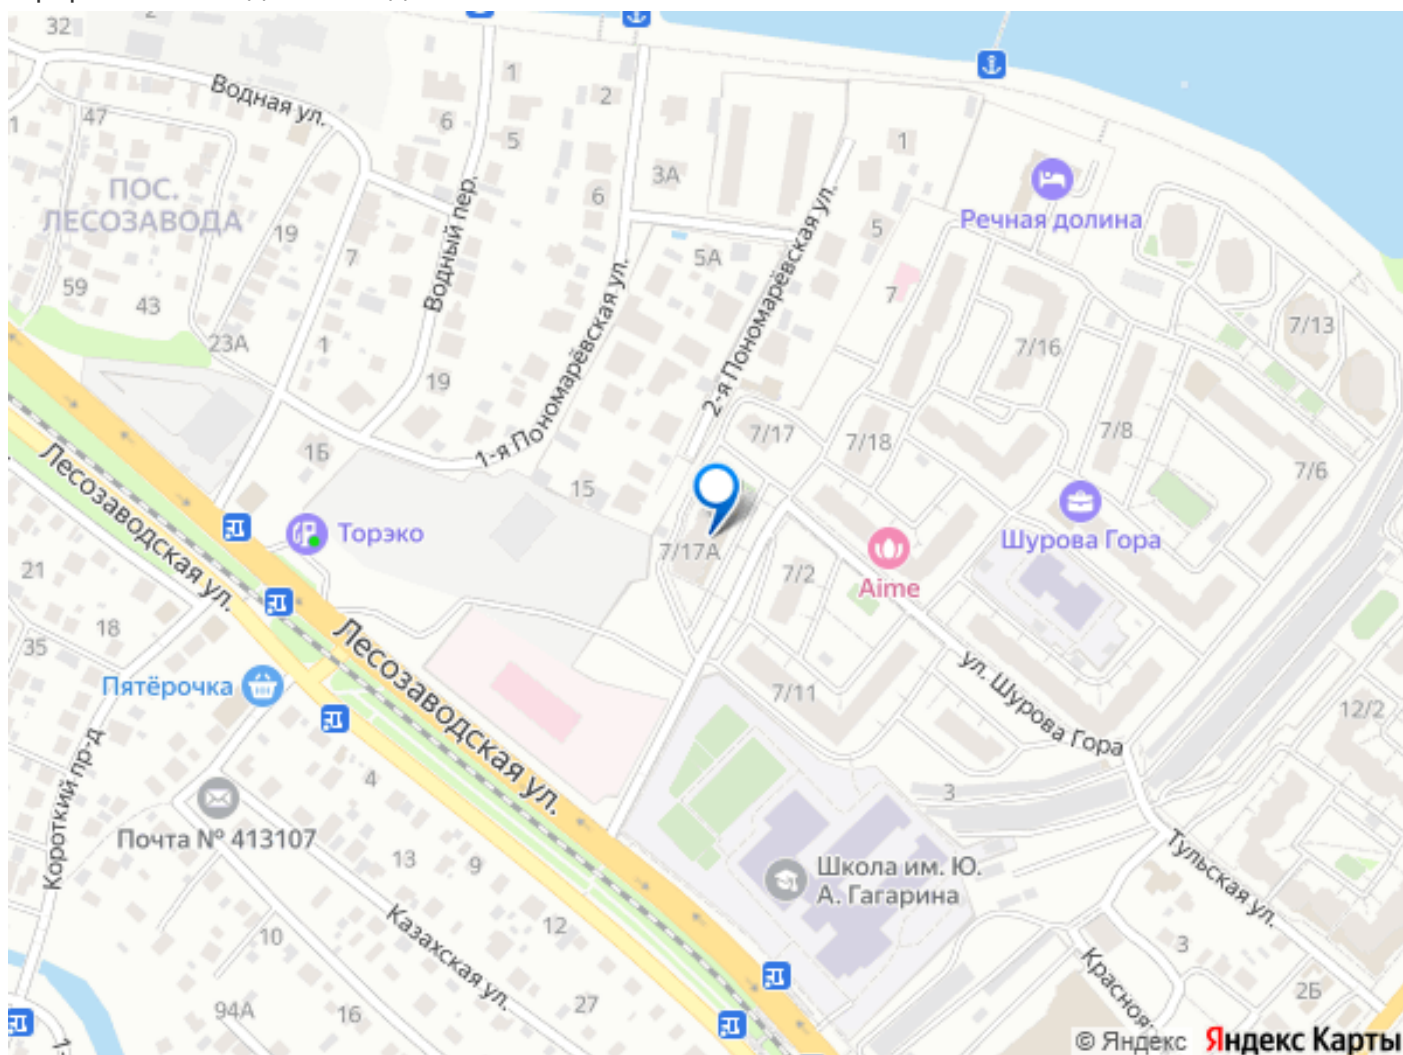 32
2
Водная ул.
1
2
47
6
5
1
1
ПОС.
ЛЕСОЗАВОДА
3А
6
Речная долина
19
Водный пер.
5
7
5А
59
43
7
2-я Пономарёвская ул.
1-я Пономарёвская ул.
7/13
23А
1
7/16
19
7/17
7/18
7/8
1Б
7/6
15
Лесозаводская ул.
Торэко
7/17А
Шурова Гора
21
7/2
Aime
18
35
Лесозаводская ул.
Пятёрочка
7/11
ул. Шурова Гора
12/2
Короткий пр-д
4
3
Почта № 413107
13
9
Школа им. Ю.
А. Гагарина
Тульская ул.
Казахская ул.
12
10
3
Красноя
94А
16
27
2Б
1-
© Яндекс Яндекс Карты